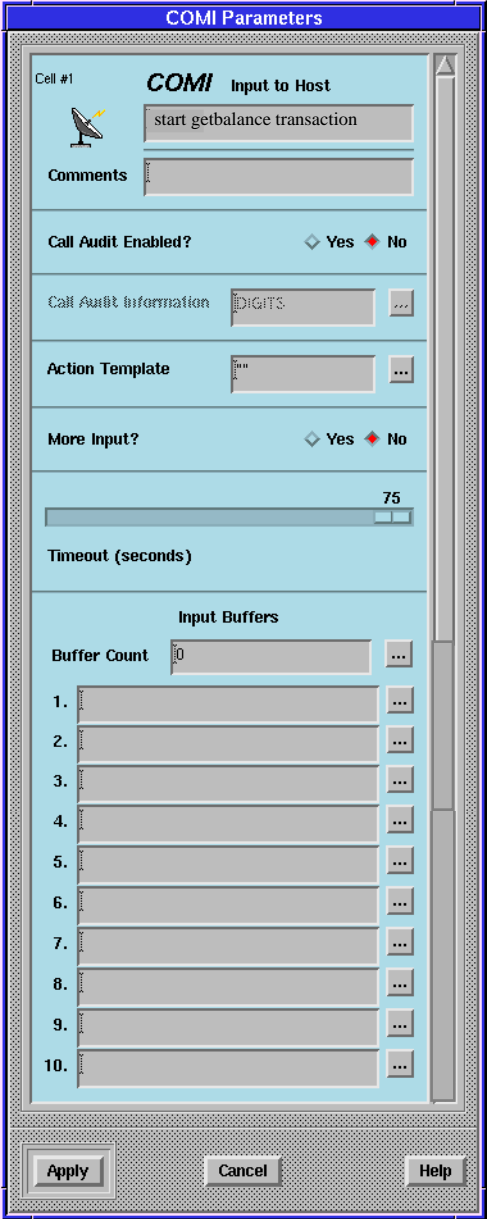 COMI Parameters
Cell #1
COMI Input to Host
start getbalance transaction
Comments
Call Audit Enabled? Yes No
Call Audit Information DIGITS ...
Action Template "" ...
More Input? Yes No
75
Timeout (seconds)
Input Buffers
Buffer Count 0 ...
1. ...
2. ...
3. ...
4. ...
5. ...
6. ...
7. ...
8. ...
9. ...
10. ...
Apply Cancel Help